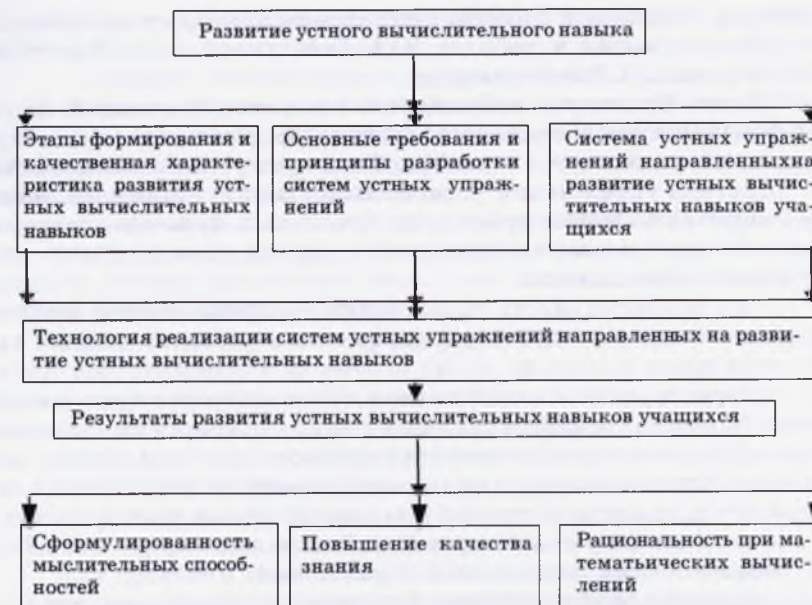 Развитие устного вычислительного навыка
Этапы формирования и
качественная характе-
ристика развития уст-
ных вычислительных
навыков
Основные требования и
принципы разработки
систем устных упраж-
нений
Система устных упраж-
нений направленныхна
развитие устных вычис-
лительных навыков уча-
щихся
Технология реализации систем устных упражнений направленных на разви-
тие устных вычислительных навыков
Результаты развития устных вычислительных навыков учащихся
Сформулированность
мыслительных способ-
ностей
Повышение качества
знания
Рациональность при ма-
тематьических вычис-
лений